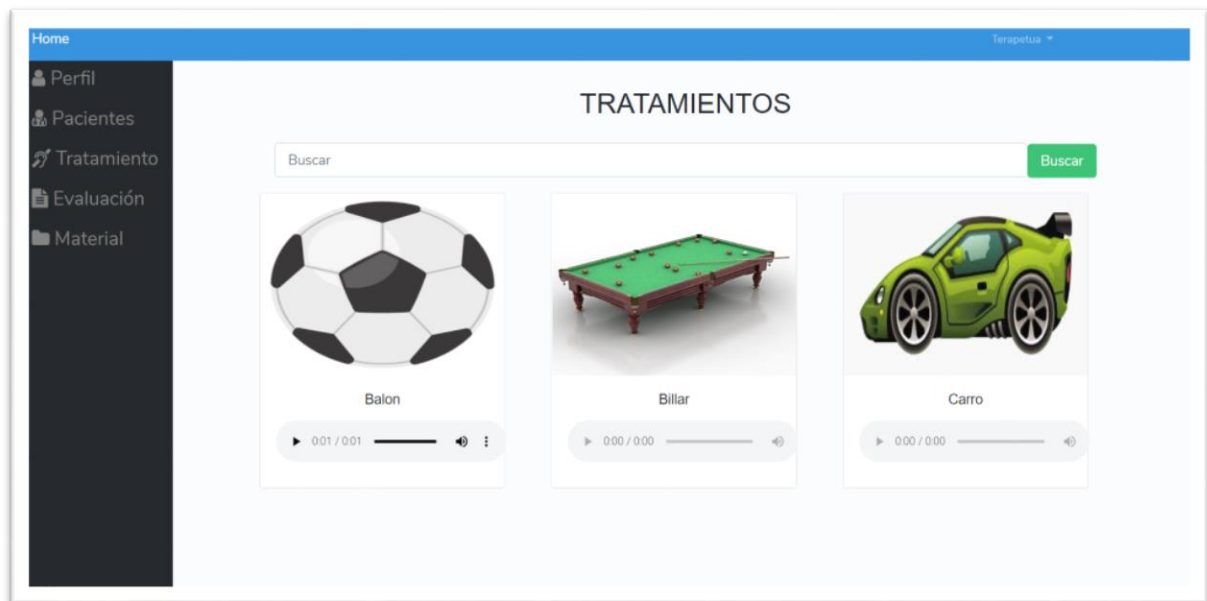 Home
Terapetua
Perfil
Pacientes
Tratamiento
Evaluación
Material
TRATAMIENTOS
Buscar
Buscar
Balon
Billar
Carro
0:01 / 0:01
0:00 / 0:00
0:00 / 0:00